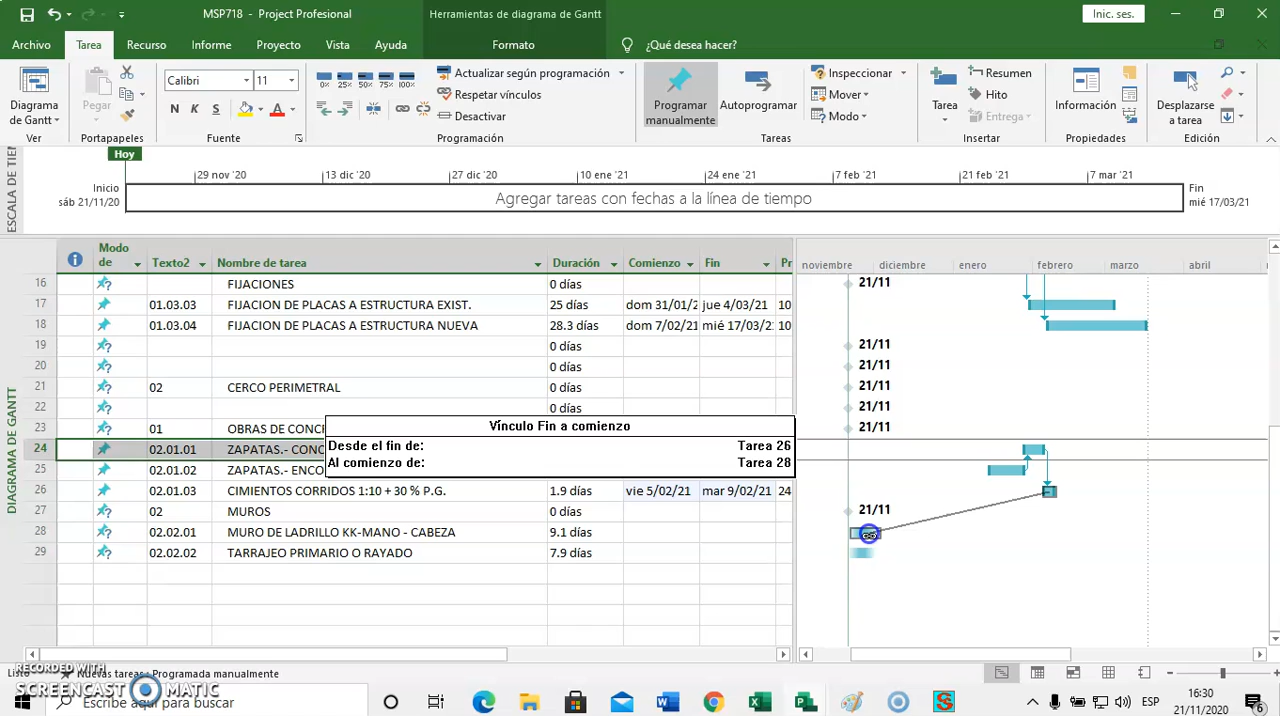 MSP718 - Project Profesional
Herramientas de diagrama de Gantt
Inic. ses.
Archivo Tarea Recurso Informe Proyecto Vista Ayuda Formato ¿Qué desea hacer?
Diagrama de Gantt
Ver
Pegar
Portapapeles
Calibri 11
N K S A
Fuente
0% 25% 50% 75% 100%
Actualizar según programación
Respetar vínculos
Desactivar
Programación
Programar manualmente
Autoprogramar
Inspeccionar
Mover
Modo
Tareas
Tarea
Resumen
Hito
Entrega
Insertar
Información
Propiedades
Desplazarse a tarea
Edición
ESCALA DE TIEM
Hoy
29 nov '20 13 dic '20 27 dic '20 10 ene '21 24 ene '21 7 feb '21 21 feb '21 7 mar '21
Inicio
sáb 21/11/20
Agregar tareas con fechas a la línea de tiempo
Fin
mié 17/03/21
DIAGRAMA DE GANTT
Modo de Texto2 Nombre de tarea Duración Comienzo Fin Pr
noviembre diciembre enero febrero marzo abril
16 FIJACIONES 0 días 21/11
17 01.03.03 FIJACION DE PLACAS A ESTRUCTURA EXIST. 25 días dom 31/01/2 jue 4/03/21 10
18 01.03.04 FIJACION DE PLACAS A ESTRUCTURA NUEVA 28.3 días dom 7/02/21 mié 17/03/2 10
19 0 días 21/11
20 0 días 21/11
21 02 CERCO PERIMETRAL 0 días 21/11
22 0 días 21/11
23 01 OBRAS DE CONC 21/11
Vínculo Fin a comienzo
Desde el fin de: Tarea 26
Al comienzo de: Tarea 28
24 02.01.01 ZAPATAS.- CONC
25 02.01.02 ZAPATAS.- ENCO
26 02.01.03 CIMIENTOS CORRIDOS 1:10 + 30 % P.G. 1.9 días vie 5/02/21 mar 9/02/21 24
27 02 MUROS 0 días 21/11
28 02.02.01 MURO DE LADRILLO KK-MANO - CABEZA 9.1 días
29 02.02.02 TARRAJEO PRIMARIO O RAYADO 7.9 días
Listo Nuevas tareas : Programada manualmente
RECORDED WITH
SCREENCAST MATIC
Escribe aquí para buscar
ESP
16:30
21/11/2020
6